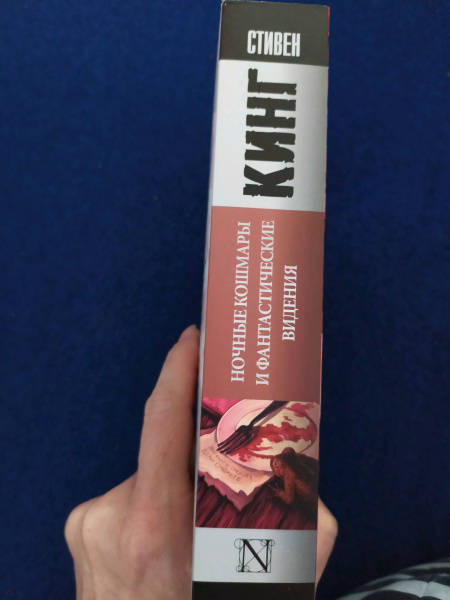 СТИВЕН
КИНГ
НОЧНЫЕ КОШМАРЫ
И ФАНТАСТИЧЕСКИЕ
ВИДЕНИЯ
N